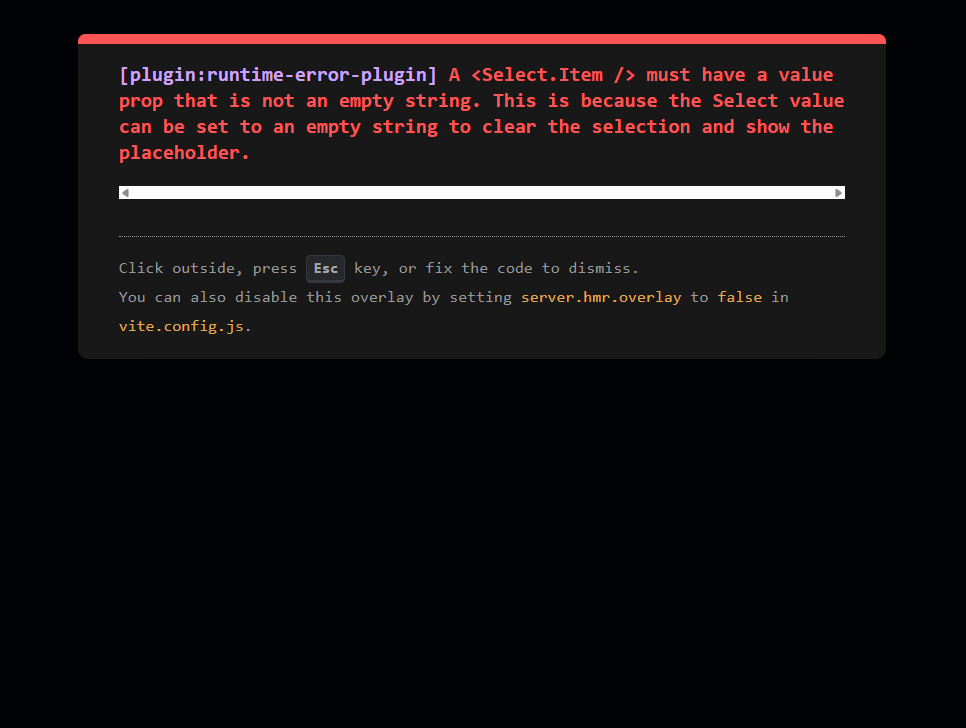 [plugin:runtime-error-plugin] A <Select.Item /> must have a value
prop that is not an empty string. This is because the Select value
can be set to an empty string to clear the selection and show the
placeholder.
Click outside, press Esc key, or fix the code to dismiss.
You can also disable this overlay by setting server.hmr.overlay to false in
vite.config.js.